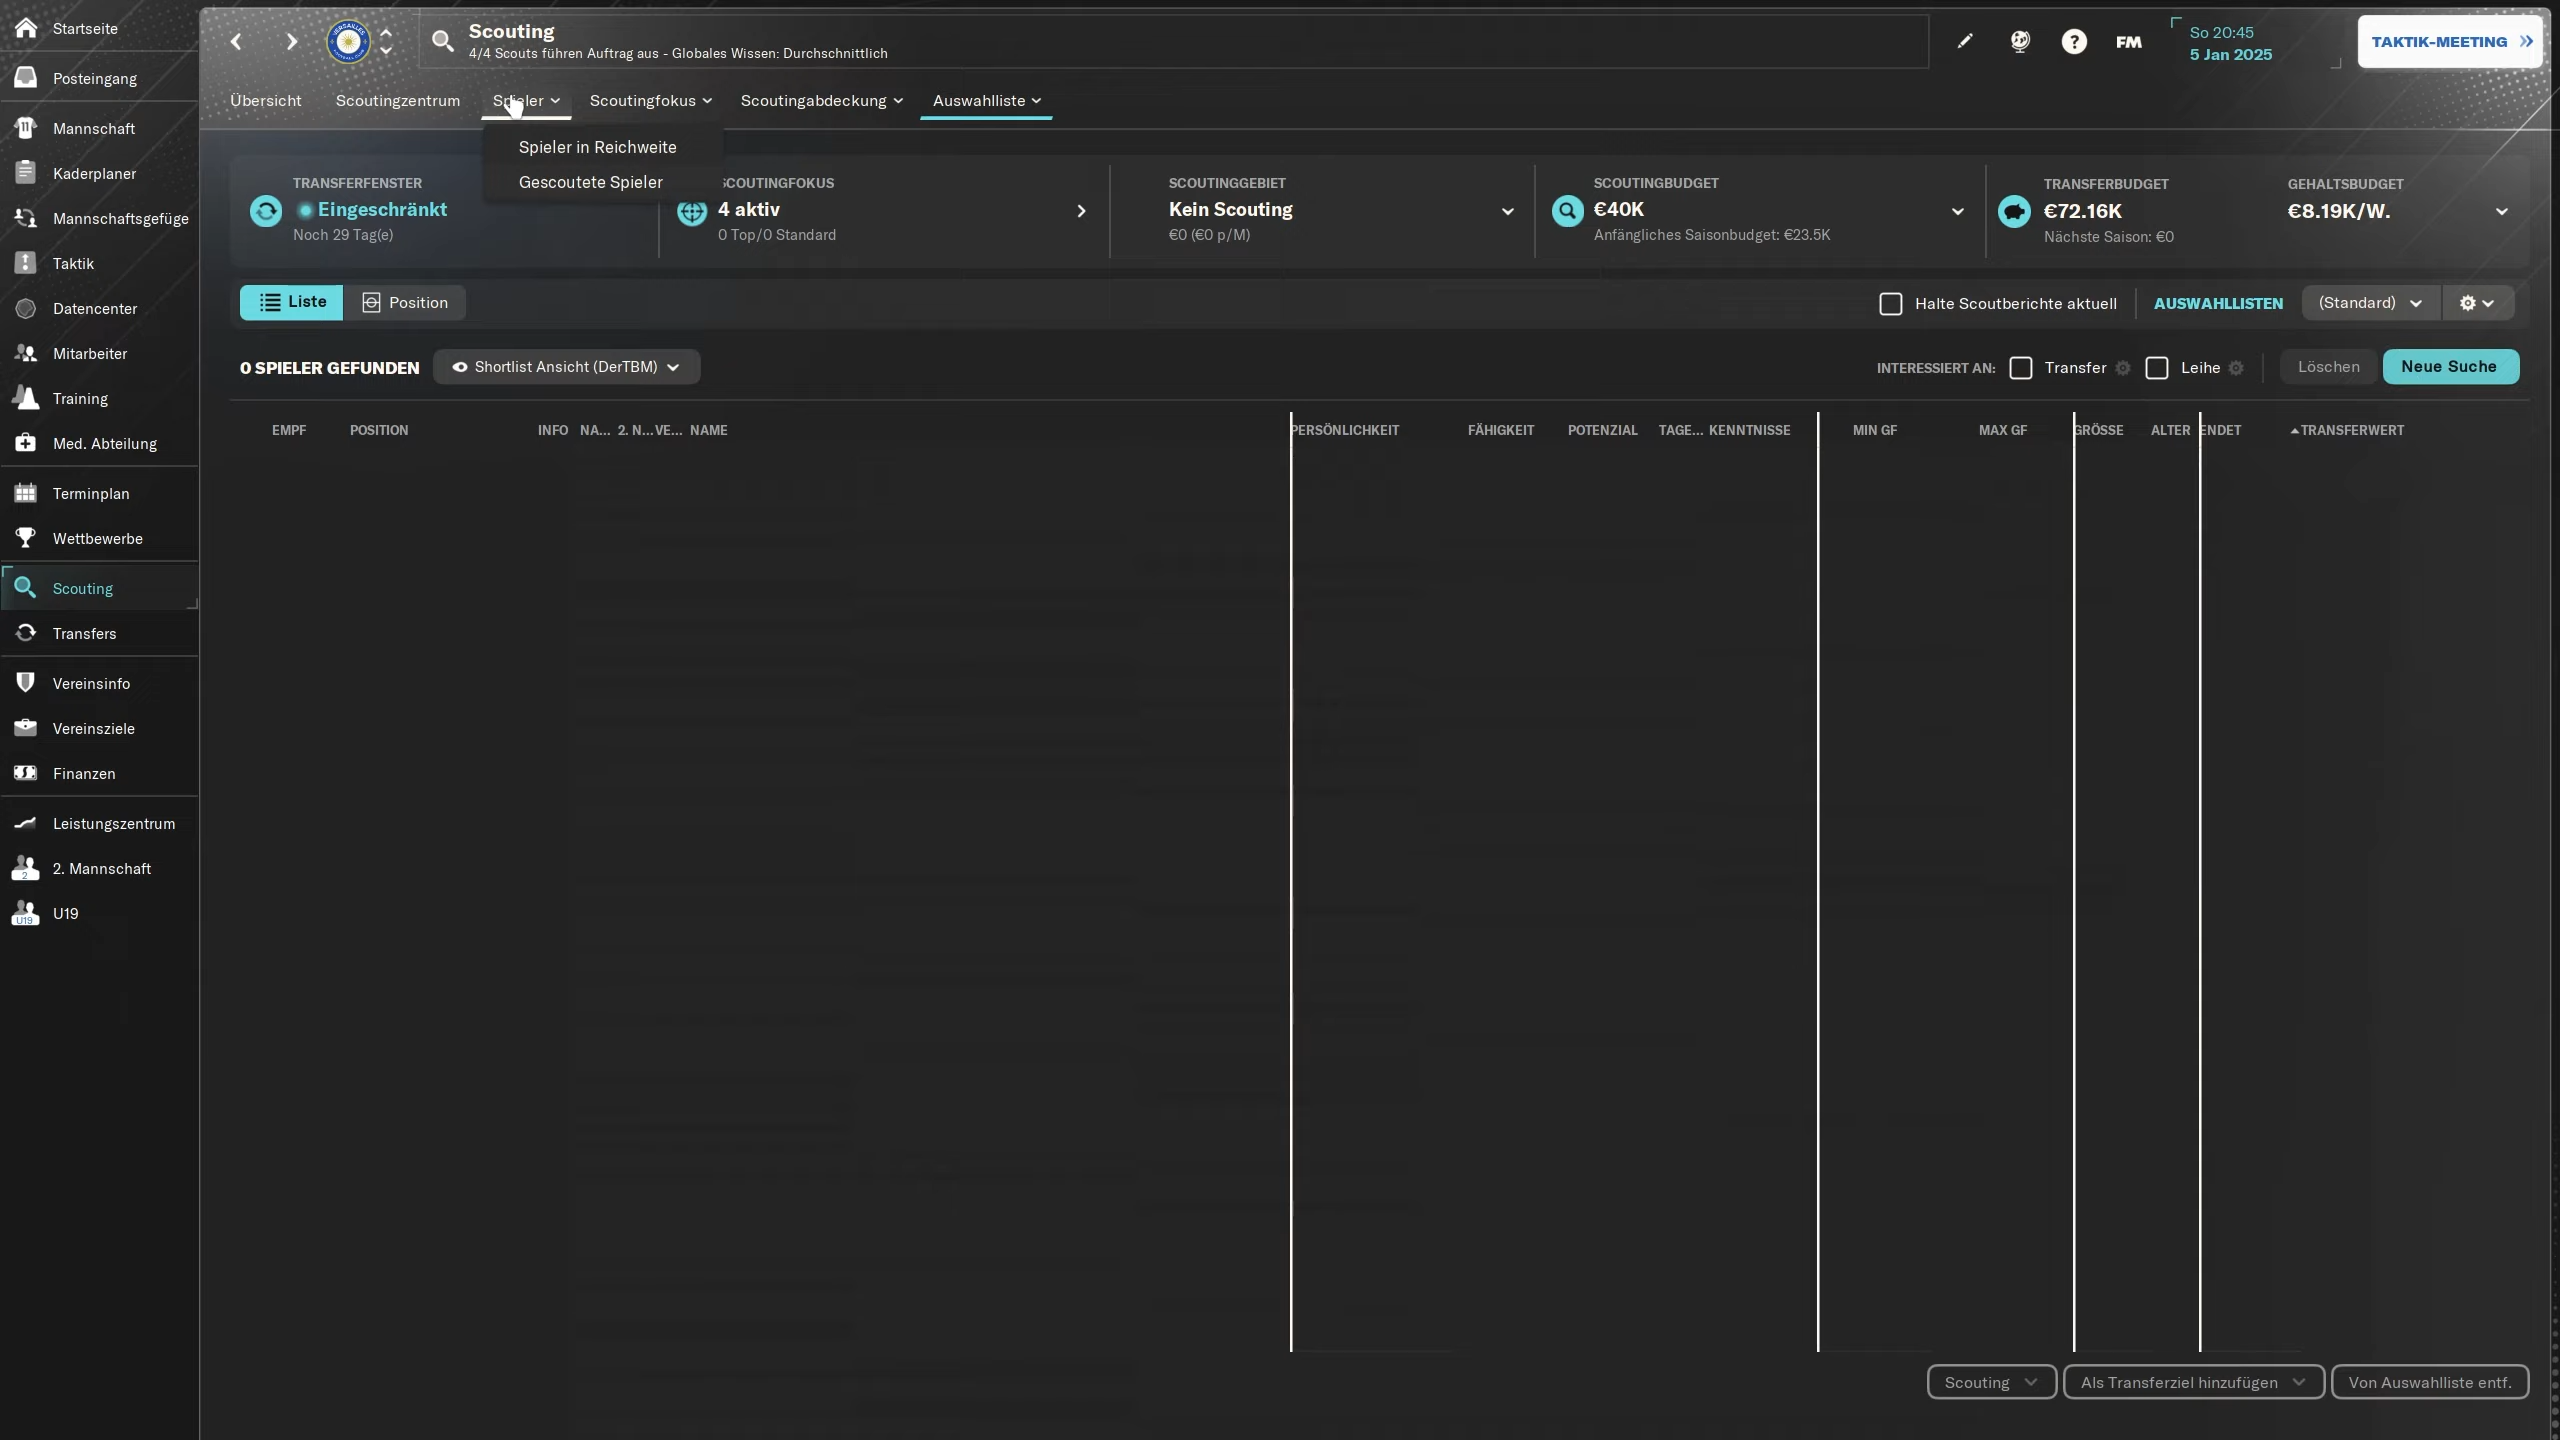 Startseite
Posteingang
Mannschaft
Kaderplaner
Mannschaftsgefüge
Taktik
Datencenter
Mitarbeiter
Training
Med. Abteilung
Terminplan
Wettbewerbe
Scouting
Transfers
Vereinsinfo
Vereinsziele
Finanzen
Leistungszentrum
2. Mannschaft
U19
Scouting
4/4 Scouts führen Auftrag aus - Globales Wissen: Durchschnittlich
FM
So 20:45
5 Jan 2025
TAKTIK-MEETING
Übersicht
Scoutingzentrum
Spieler
Scoutingfokus
Scoutingabdeckung
Auswahlliste
Spieler in Reichweite
Gescoutete Spieler
TRANSFERFENSTER
Eingeschränkt
Noch 29 Tag(e)
SCOUTINGFOKUS
4 aktiv
0 Top/0 Standard
SCOUTINGGEBIET
Kein Scouting
€0 (€0 p/M)
SCOUTINGBUDGET
€40K
Anfängliches Saisonbudget: €23.5K
TRANSFERBUDGET
€72.16K
Nächste Saison: €0
GEHALTSBUDGET
€8.19K/W.
Liste
Position
Halte Scoutberichte aktuell
AUSWAHLLISTEN
(Standard)
0 SPIELER GEFUNDEN
Shortlist Ansicht (DerTBM)
INTERESSIERT AN:
Transfer
Leihe
Löschen
Neue Suche
EMPF POSITION INFO NA... 2. N... VE... NAME PERSÖNLICHKEIT FÄHIGKEIT POTENZIAL TAGE... KENNTNISSE MIN GF MAX GF GRÖSSE ALTER ENDET TRANSFERWERT
Scouting
Als Transferziel hinzufügen
Von Auswahlliste entf.